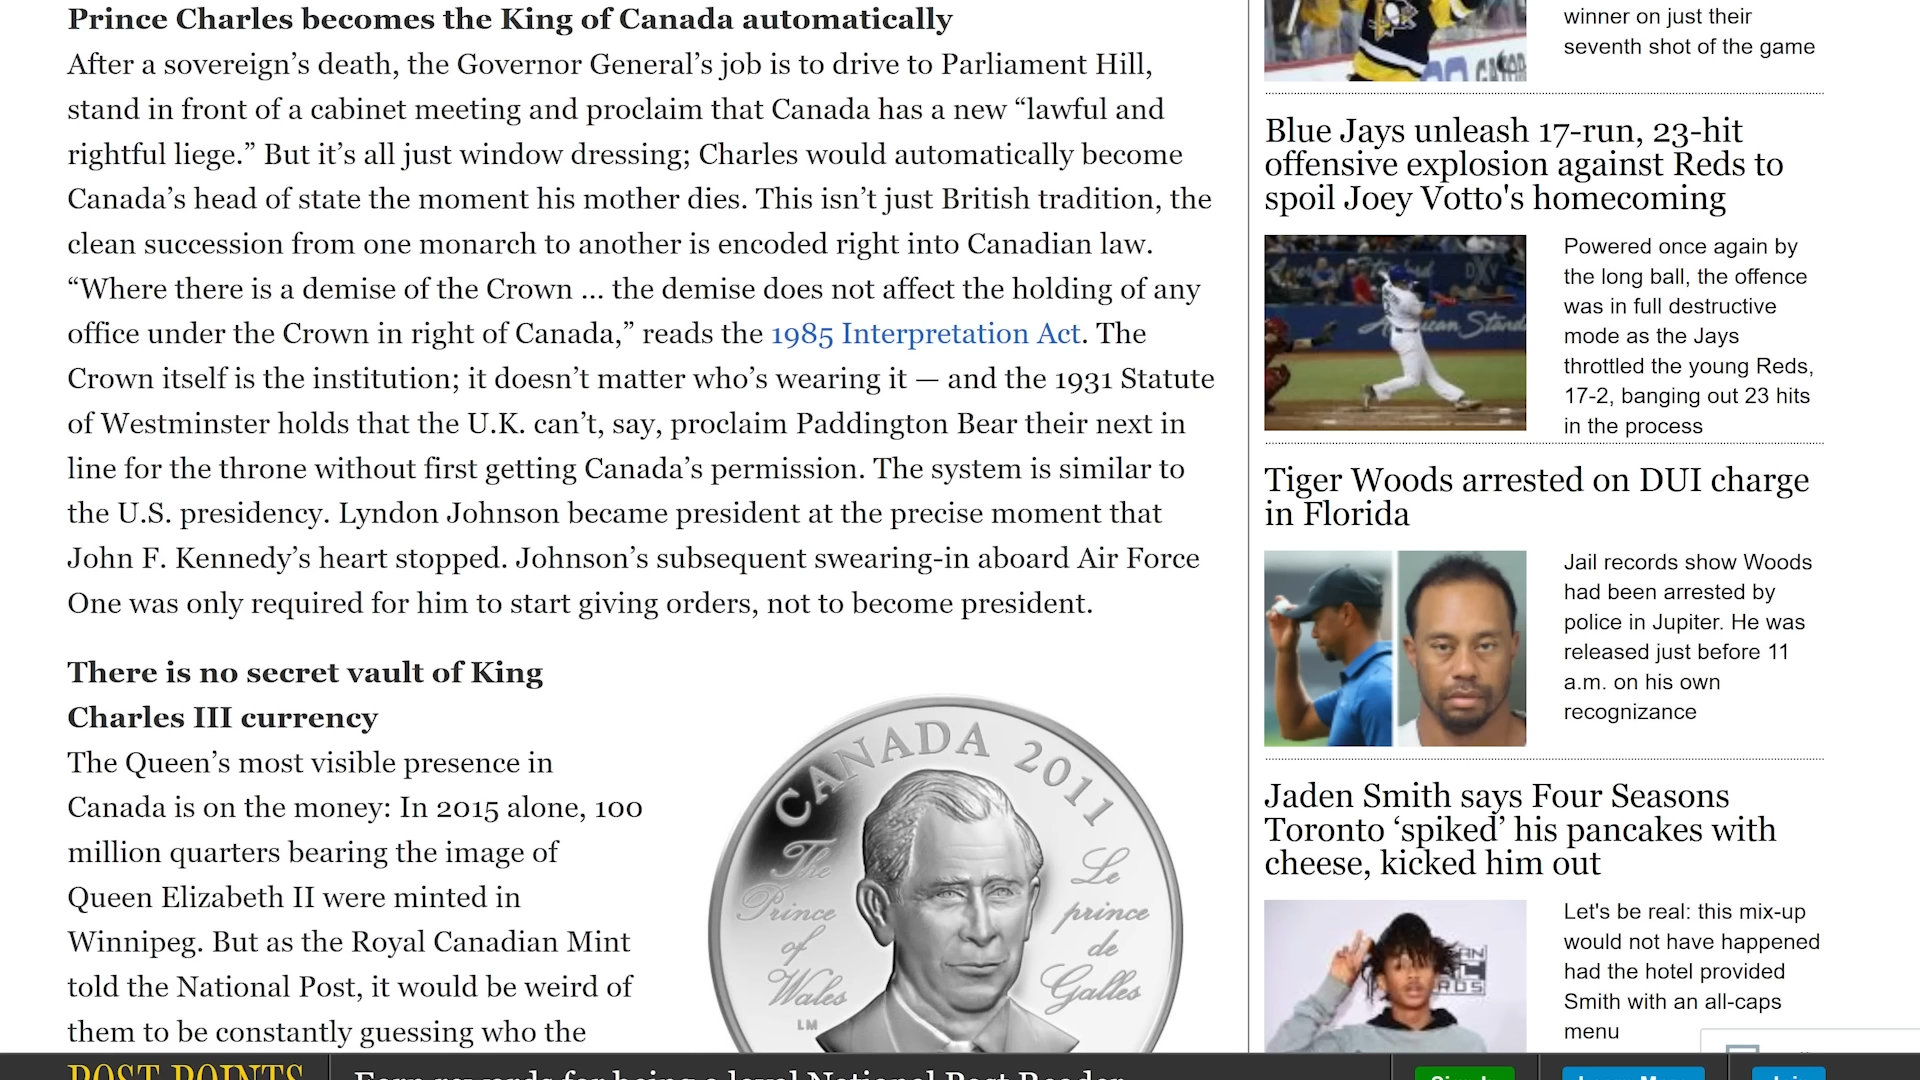 Prince Charles becomes the King of Canada automatically
After a sovereign’s death, the Governor General’s job is to drive to Parliament Hill,
stand in front of a cabinet meeting and proclaim that Canada has a new “lawful and
rightful liege.” But it’s all just window dressing; Charles would automatically become
Canada’s head of state the moment his mother dies. This isn’t just British tradition, the
clean succession from one monarch to another is encoded right into Canadian law.
“Where there is a demise of the Crown ... the demise does not affect the holding of any
office under the Crown in right of Canada,” reads the 1985 Interpretation Act. The
Crown itself is the institution; it doesn’t matter who’s wearing it — and the 1931 Statute
of Westminster holds that the U.K. can’t, say, proclaim Paddington Bear their next in
line for the throne without first getting Canada’s permission. The system is similar to
the U.S. presidency. Lyndon Johnson became president at the precise moment that
John F. Kennedy’s heart stopped. Johnson’s subsequent swearing-in aboard Air Force
One was only required for him to start giving orders, not to become president.
There is no secret vault of King
Charles III currency
The Queen’s most visible presence in
Canada is on the money: In 2015 alone, 100
million quarters bearing the image of
Queen Elizabeth II were minted in
Winnipeg. But as the Royal Canadian Mint
told the National Post, it would be weird of
them to be constantly guessing who the
CANADA 2011
The
Prince
of
Wales
LM
Le
prince
de
Galles
winner on just their
seventh shot of the game
Blue Jays unleash 17-run, 23-hit
offensive explosion against Reds to
spoil Joey Votto's homecoming
American Stand
Powered once again by
the long ball, the offence
was in full destructive
mode as the Jays
throttled the young Reds,
17-2, banging out 23 hits
in the process
Tiger Woods arrested on DUI charge
in Florida
Jail records show Woods
had been arrested by
police in Jupiter. He was
released just before 11
a.m. on his own
recognizance
Jaden Smith says Four Seasons
Toronto ‘spiked’ his pancakes with
cheese, kicked him out
Let's be real: this mix-up
would not have happened
had the hotel provided
Smith with an all-caps
menu
POST POINTS
Earn rewards for being a loyal National Post Reader